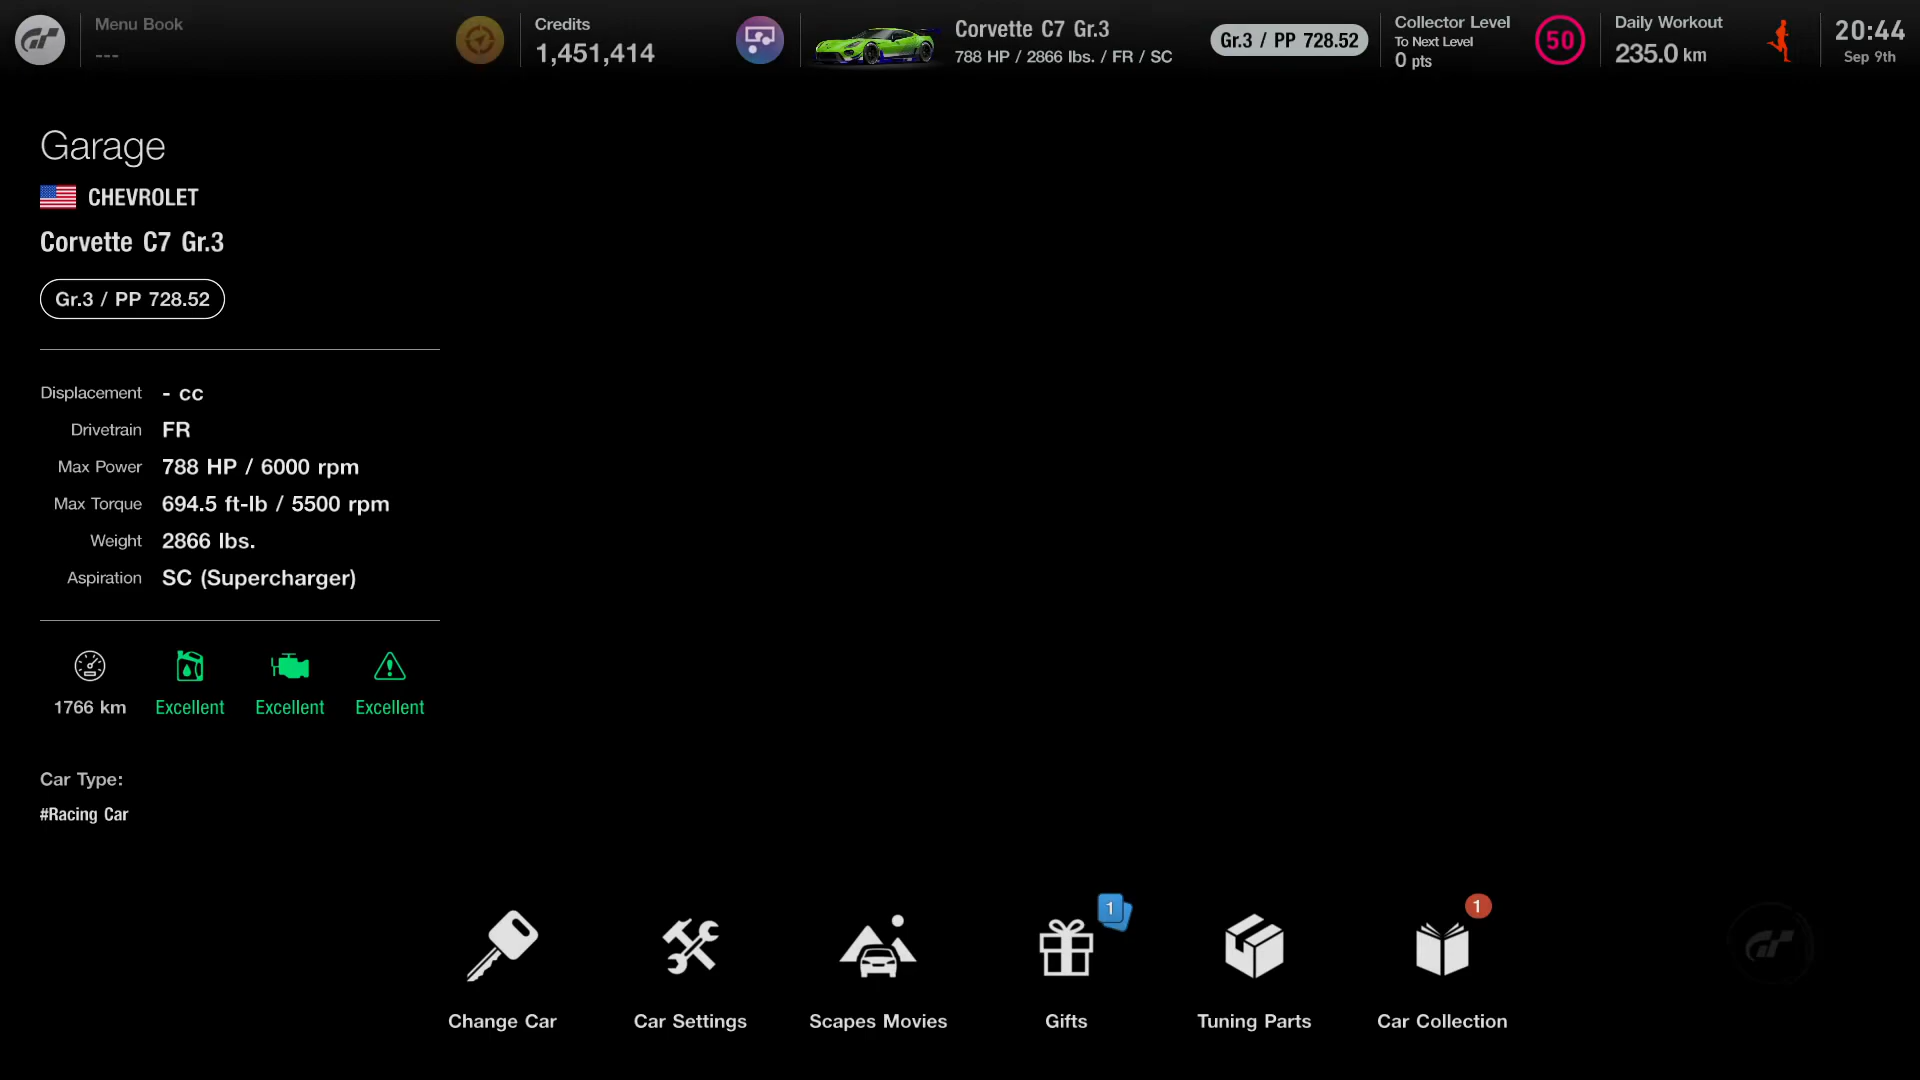 Menu Book
---
Credits
1,451,414
Corvette C7 Gr.3
788 HP / 2866 lbs. / FR / SC
Gr.3 / PP 728.52
Collector Level
To Next Level
0 pts
50
Daily Workout
235.0 km
20:44
Sep 9th
Garage
CHEVROLET
Corvette C7 Gr.3
Gr.3 / PP 728.52
Displacement - cc
Drivetrain FR
Max Power 788 HP / 6000 rpm
Max Torque 694.5 ft-lb / 5500 rpm
Weight 2866 lbs.
Aspiration SC (Supercharger)
1766 km Excellent Excellent Excellent
Car Type:
#Racing Car
1
1
Change Car Car Settings Scapes Movies Gifts Tuning Parts Car Collection